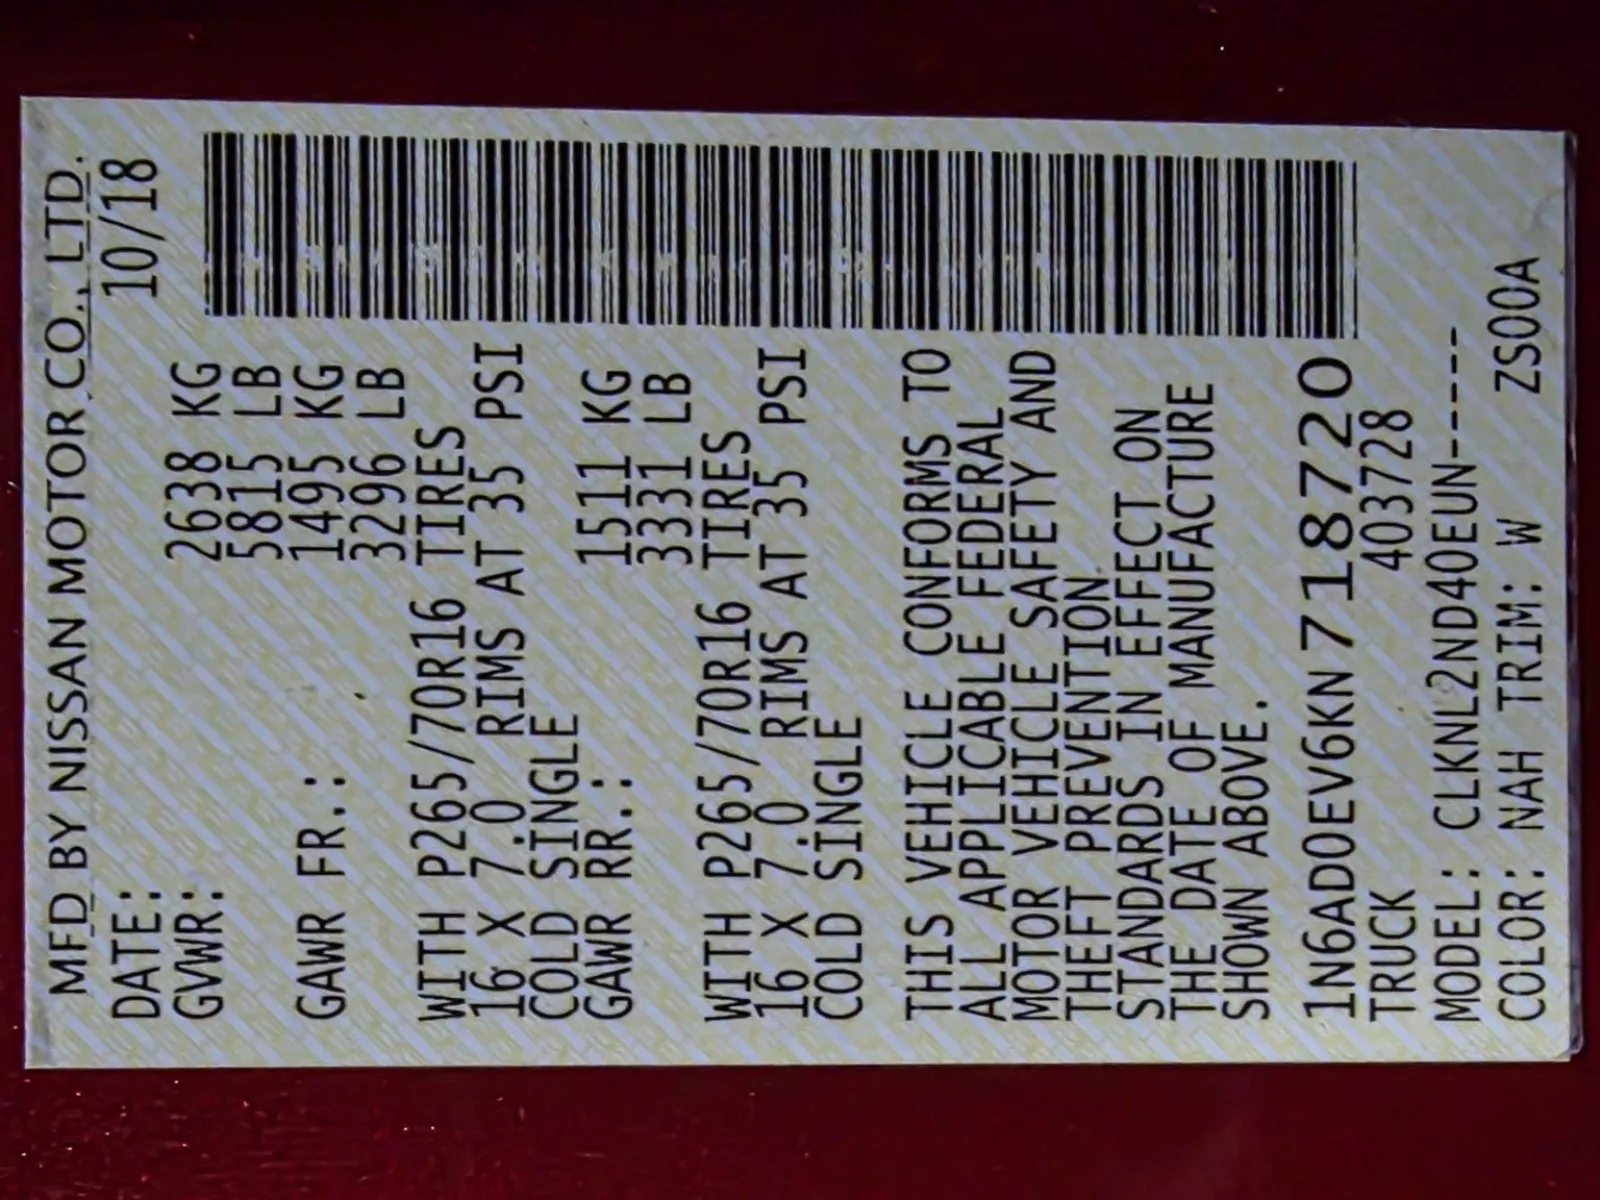 MFD BY NISSAN MOTOR CO., LTD.
DATE: 10/18
GVWR: 2638 KG
5815 LB
GAWR FR.: 1495 KG
3296 LB
WITH P265/70R16 TIRES
16 X 7.0 RIMS AT 35 PSI
COLD SINGLE
GAWR RR.: 1511 KG
3331 LB
WITH P265/70R16 TIRES
16 X 7.0 RIMS AT 35 PSI
COLD SINGLE
THIS VEHICLE CONFORMS TO
ALL APPLICABLE FEDERAL
MOTOR VEHICLE SAFETY AND
THEFT PREVENTION
STANDARDS IN EFFECT ON
THE DATE OF MANUFACTURE
SHOWN ABOVE.
1N6AD0EV6KN718720
TRUCK 403728
MODEL: CLKNL2ND40EUN-----
COLOR: NAH TRIM: W ZS00A